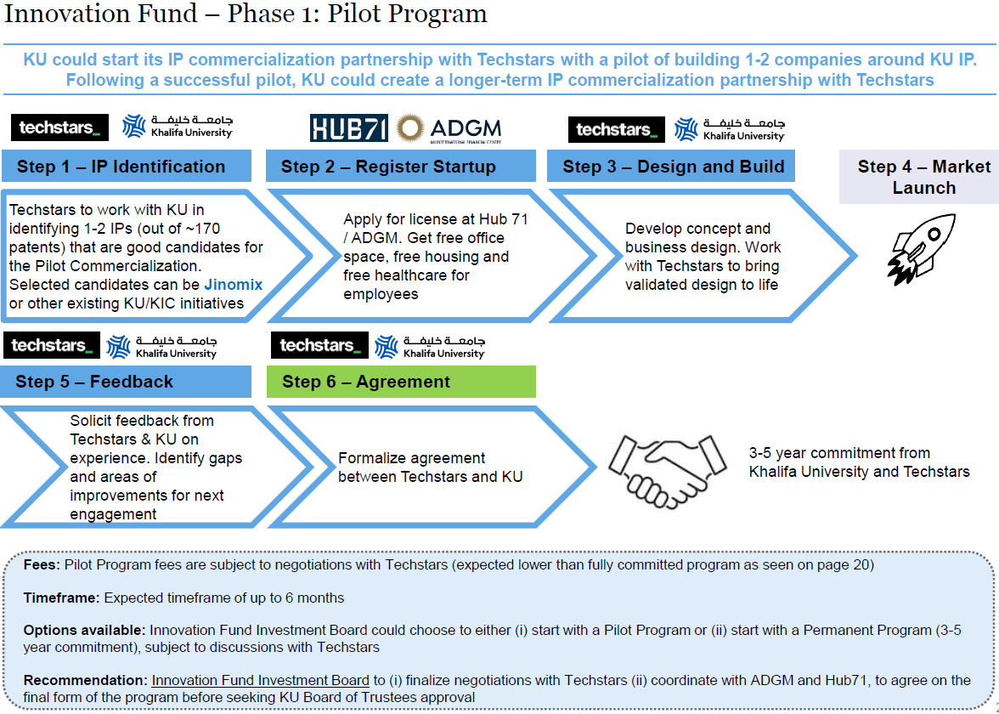 Innovation Fund – Phase 1: Pilot Program
KU could start its IP commercialization partnership with Techstars with a pilot of building 1-2 companies around KU IP.
Following a successful pilot, KU could create a longer-term IP commercialization partnership with Techstars
techstars_
جامعة خليفة
Khalifa University
HUB71
ADGM
AN INTERNATIONAL FINANCIAL CENTRE
techstars_
جامعة خليفة
Khalifa University
Step 1 – IP Identification
Step 2 – Register Startup
Step 3 – Design and Build
Step 4 – Market
Launch
Techstars to work with KU in
identifying 1-2 IPs (out of ~170
patents) that are good candidates for
the Pilot Commercialization.
Selected candidates can be Jinomix
or other existing KU/KIC initiatives
Apply for license at Hub 71
/ ADGM. Get free office
space, free housing and
free healthcare for
employees
Develop concept and
business design. Work
with Techstars to bring
validated design to life
techstars_
جامعة خليفة
Khalifa University
techstars_
جامعة خليفة
Khalifa University
Step 5 – Feedback
Step 6 – Agreement
Solicit feedback from
Techstars & KU on
experience. Identify gaps
and areas of
improvements for next
engagement
Formalize agreement
between Techstars and KU
3-5 year commitment from
Khalifa University and Techstars
Fees: Pilot Program fees are subject to negotiations with Techstars (expected lower than fully committed program as seen on page 20)
Timeframe: Expected timeframe of up to 6 months
Options available: Innovation Fund Investment Board could choose to either (i) start with a Pilot Program or (ii) start with a Permanent Program (3-5
year commitment), subject to discussions with Techstars
Recommendation: Innovation Fund Investment Board to (i) finalize negotiations with Techstars (ii) coordinate with ADGM and Hub71, to agree on the
final form of the program before seeking KU Board of Trustees approval